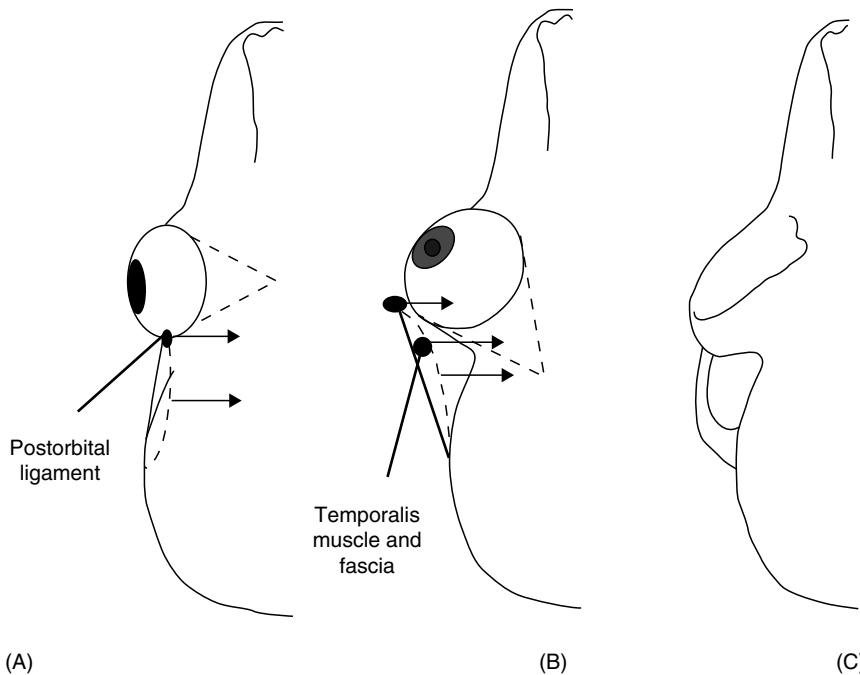 Postorbital
ligament
Temporalis
muscle and
fascia
(A)
(B)
(C)